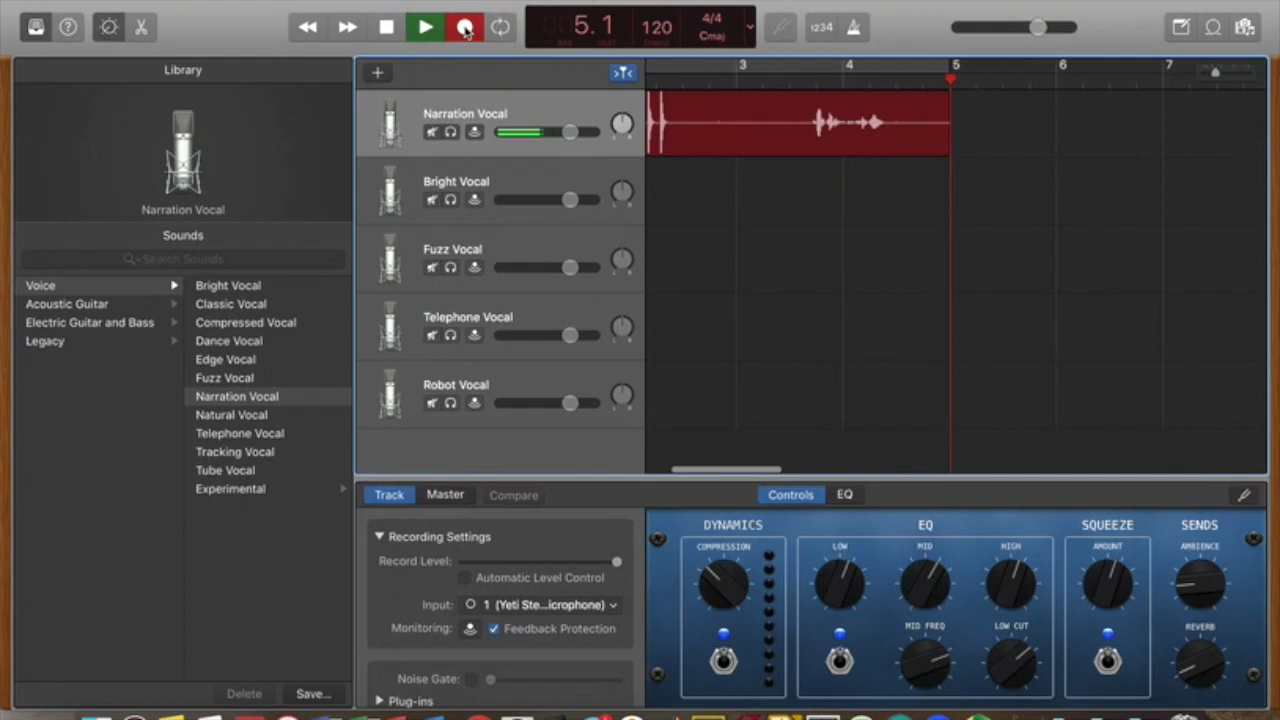 5. 1
120
4/4
Cmaj
1234
Library
3
4
5
6
7
Narration Vocal
Narration Vocal
Bright Vocal
Fuzz Vocal
Telephone Vocal
Robot Vocal
Sounds
Search Sounds
Voice
Acoustic Guitar
Electric Guitar and Bass
Legacy
Bright Vocal
Classic Vocal
Compressed Vocal
Dance Vocal
Edge Vocal
Fuzz Vocal
Narration Vocal
Natural Vocal
Telephone Vocal
Tracking Vocal
Tube Vocal
Experimental
Delete
Save...
Track
Master
Compare
Controls
EQ
Recording Settings
Record Level:
Automatic Level Control
Input: 1 (Yeti Ste...icrophone)
Monitoring: Feedback Protection
Noise Gate:
Plug-ins
DYNAMICS
EQ
SQUEEZE
SENDS
COMPRESSION
LOW
MID
HIGH
AMOUNT
AMBIENCE
MID FREQ
LOW CUT
REVERB